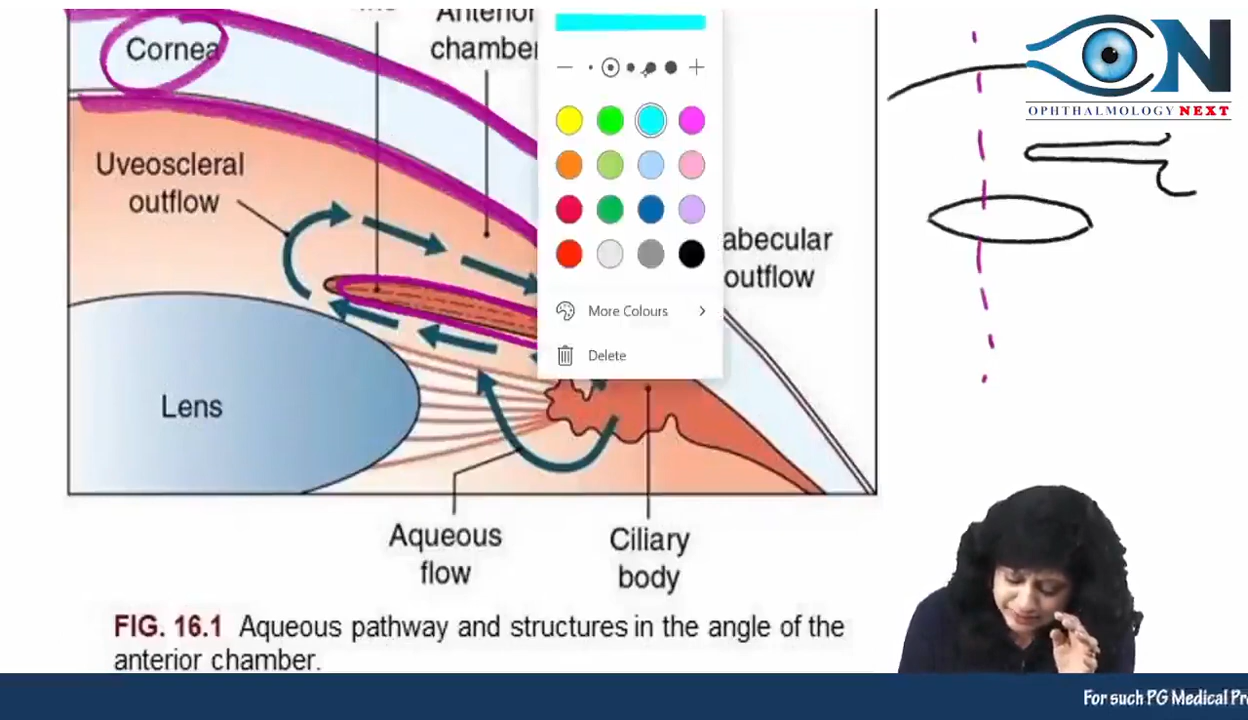 Anterior
chamber
Cornea
Uveoscleral
outflow
abecular
outflow
Lens
Aqueous
flow
Ciliary
body
FIG. 16.1 Aqueous pathway and structures in the angle of the
anterior chamber.
More Colours
Delete
N
OPHTHALMOLOGY NEXT
For such PG Medical Pr